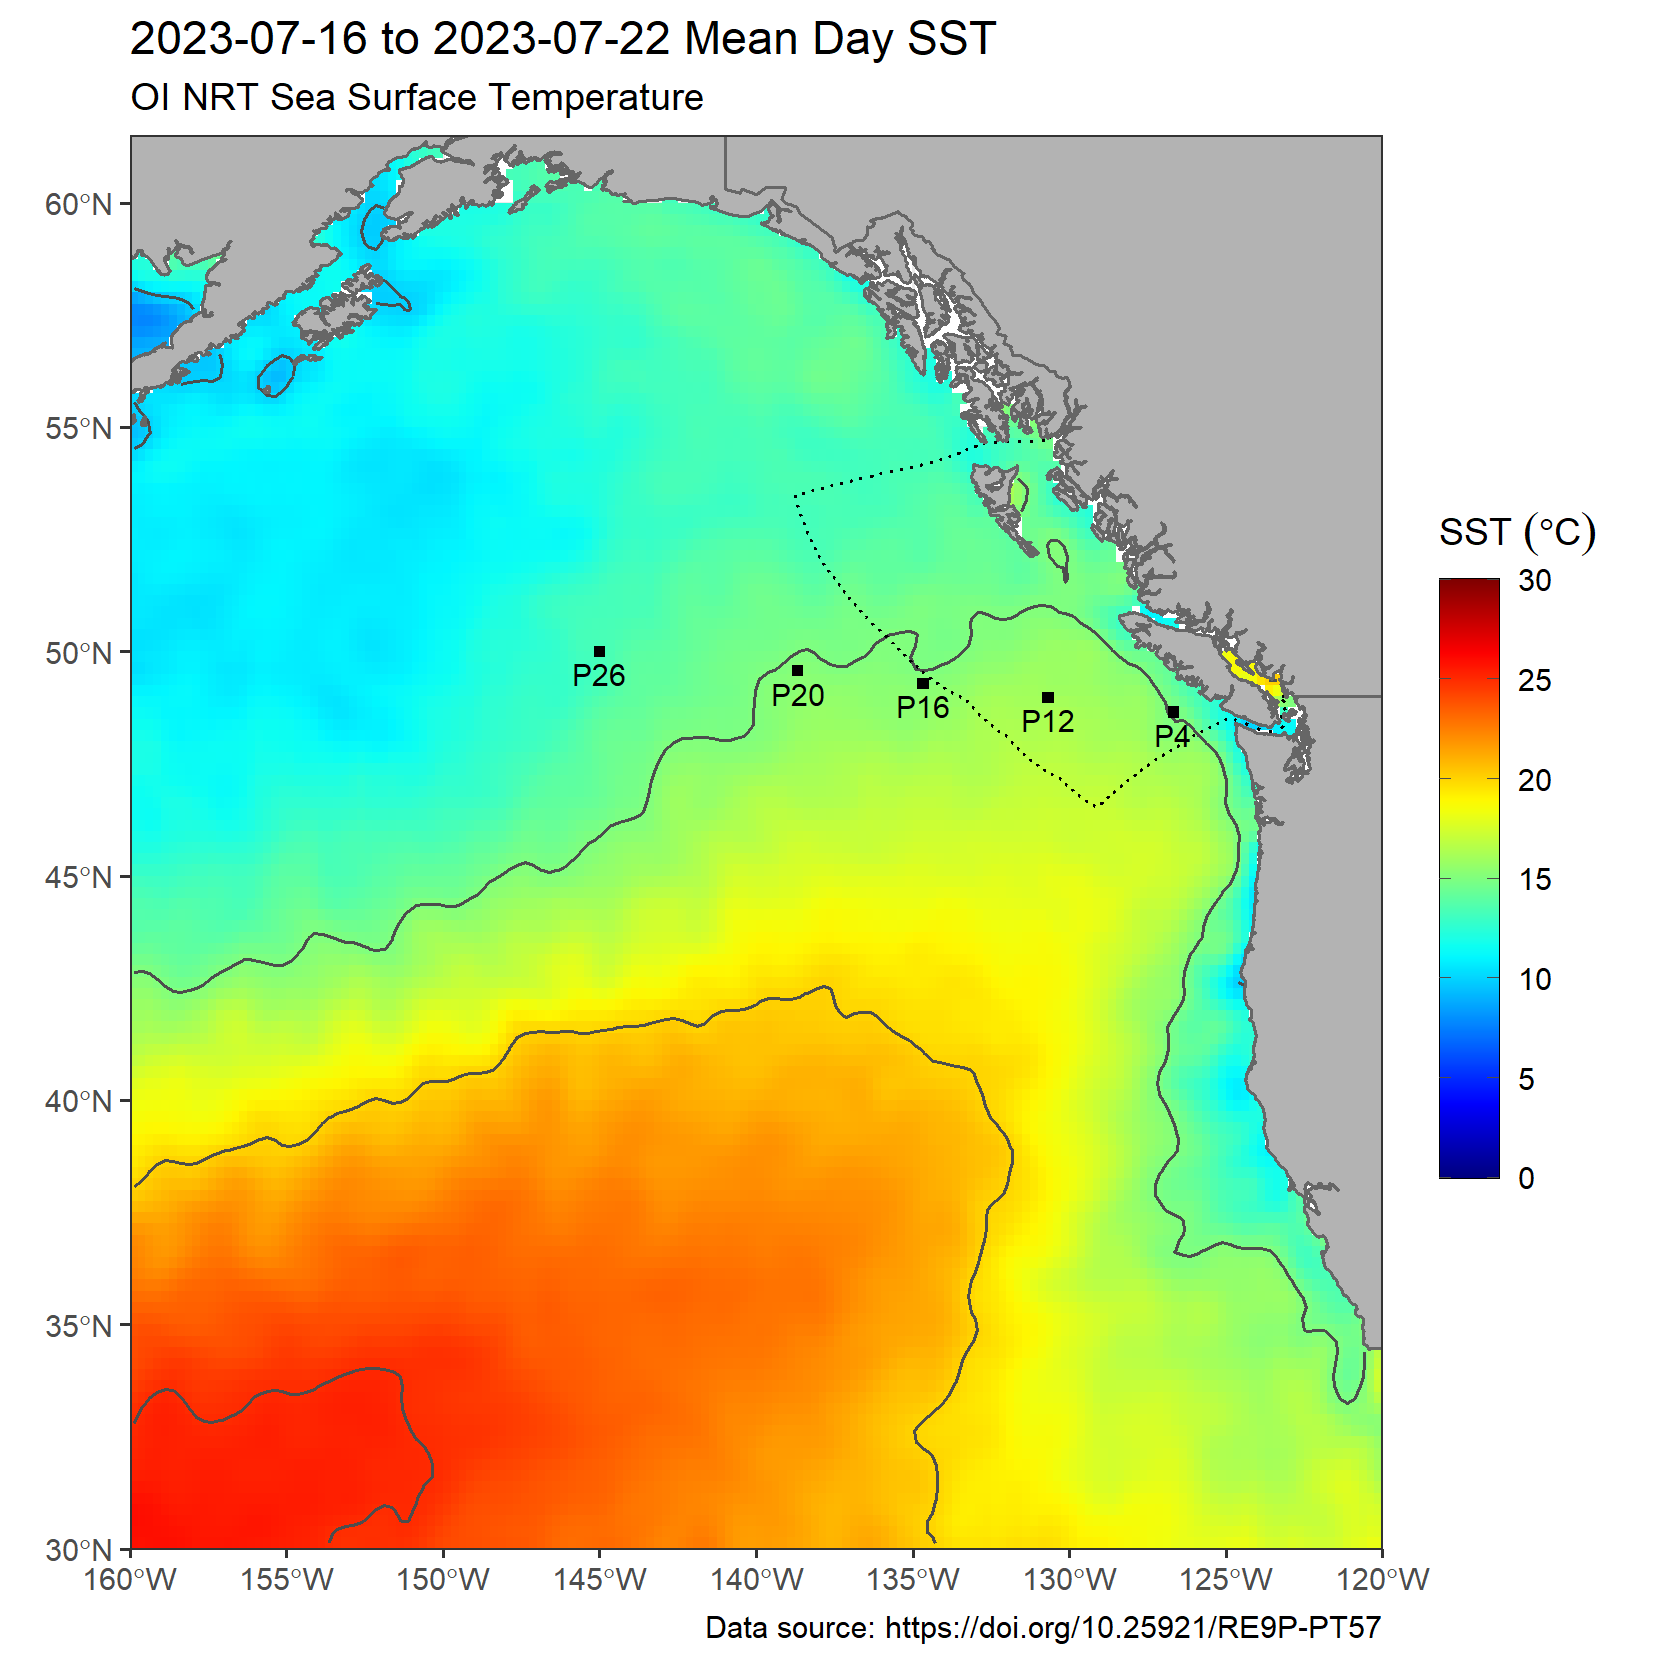 2023-07-16 to 2023-07-22 Mean Day SST
OI NRT Sea Surface Temperature
60°N
55°N
50°N
45°N
40°N
35°N
30°N
P26
P20
P16
P12
P4
SST (°C)
30
25
20
15
10
5
0
160°W
155°W
150°W
145°W
140°W
135°W
130°W
125°W
120°W
Data source: https://doi.org/10.25921/RE9P-PT57